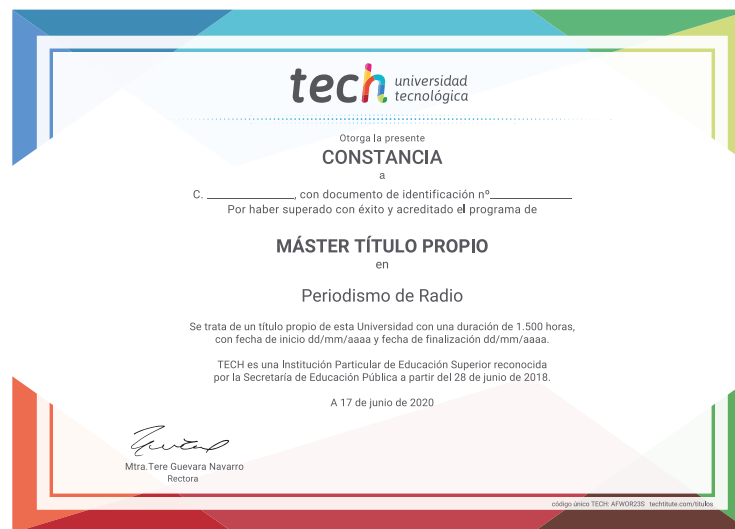 tech universidad
tecnológica
Otorga la presente
CONSTANCIA
a
C. ________________, con documento de identificación nº______________
Por haber superado con éxito y acreditado el programa de
MÁSTER TÍTULO PROPIO
en
Periodismo de Radio
Se trata de un título propio de esta Universidad con una duración de 1.500 horas,
con fecha de inicio dd/mm/aaaa y fecha de finalización dd/mm/aaaa.
TECH es una Institución Particular de Educación Superior reconocida
por la Secretaría de Educación Pública a partir del 28 de junio de 2018.
A 17 de junio de 2020
Mtra.Tere Guevara Navarro
Rectora
código único TECH: AFWOR23S techtitute.com/titulos